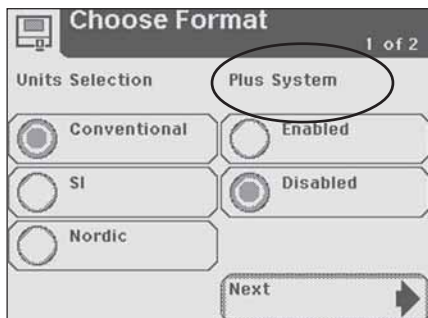 Choose Format
1 of 2
Units Selection
Plus System
Conventional
Enabled
SI
Disabled
Nordic
Next